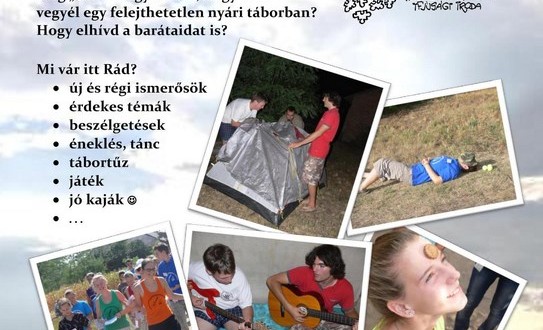 vegyél egy felejthetetlen nyári táborban?
Hogy elhívd a barátaidat is?
Mi vár itt Rád?
• új és régi ismerősök
• érdekes témák
• beszélgetések
• éneklés, tánc
• tábortűz
• játék
• jó kaják ☺
• ...
IFJÚSÁGI IRODA